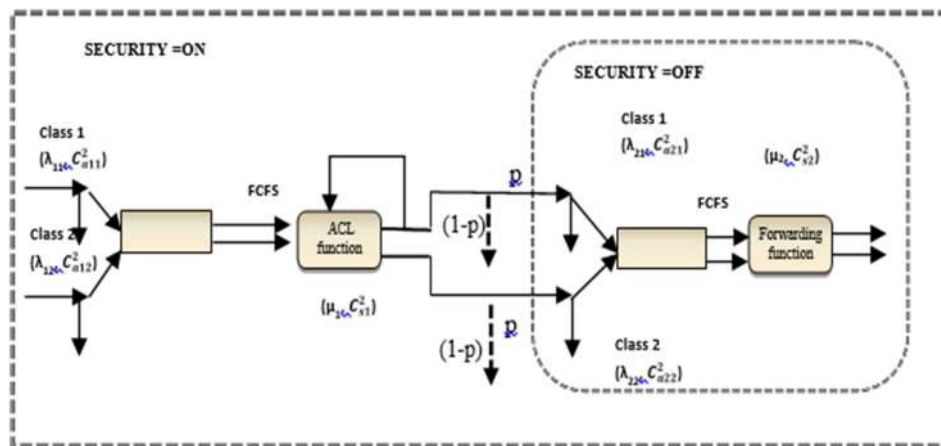 SECURITY =ON
SECURITY =OFF
Class 1
(λ₁₁, C²ₐ₁₁)
Class 2
(λ₁₂, C²ₐ₁₂)
FCFS
ACL
function
(μ₁, C²ₛ₁)
p
(1-p)
p
(1-p)
Class 1
(λ₂₁, C²ₐ₂₁)
(μ₂, C²ₛ₂)
FCFS
Forwarding
function
Class 2
(λ₂₂, C²ₐ₂₂)